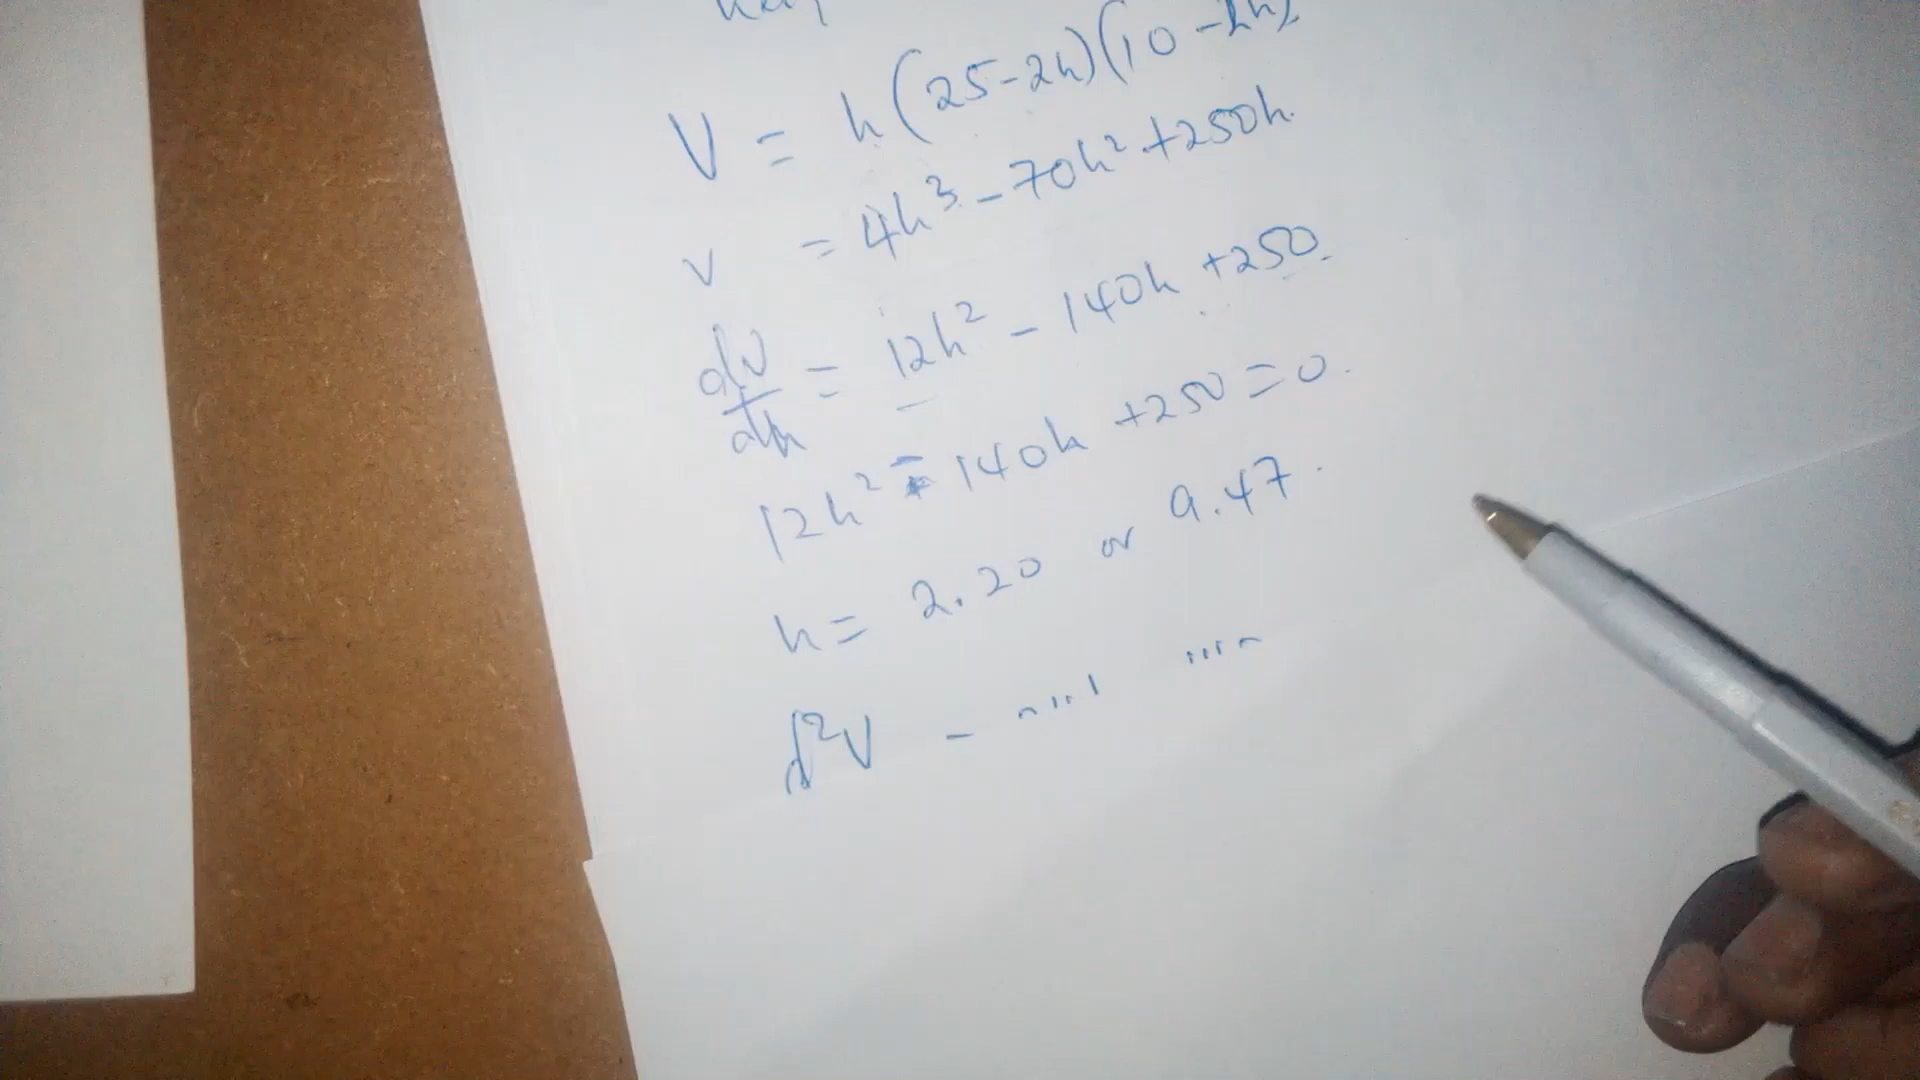 V = h(25-2h)(10-2h)
v = 4h³-70h²+250h.
dv/dh = 12h² - 140h +250.
12h² - 140h +250=0.
h= 2.20 or 9.47.
d²V -